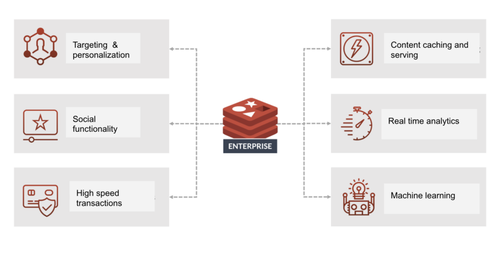 Targeting & 
personalization
Social
functionality
High speed
transactions
ENTERPRISE
Content caching and
serving
Real time analytics
Machine learning